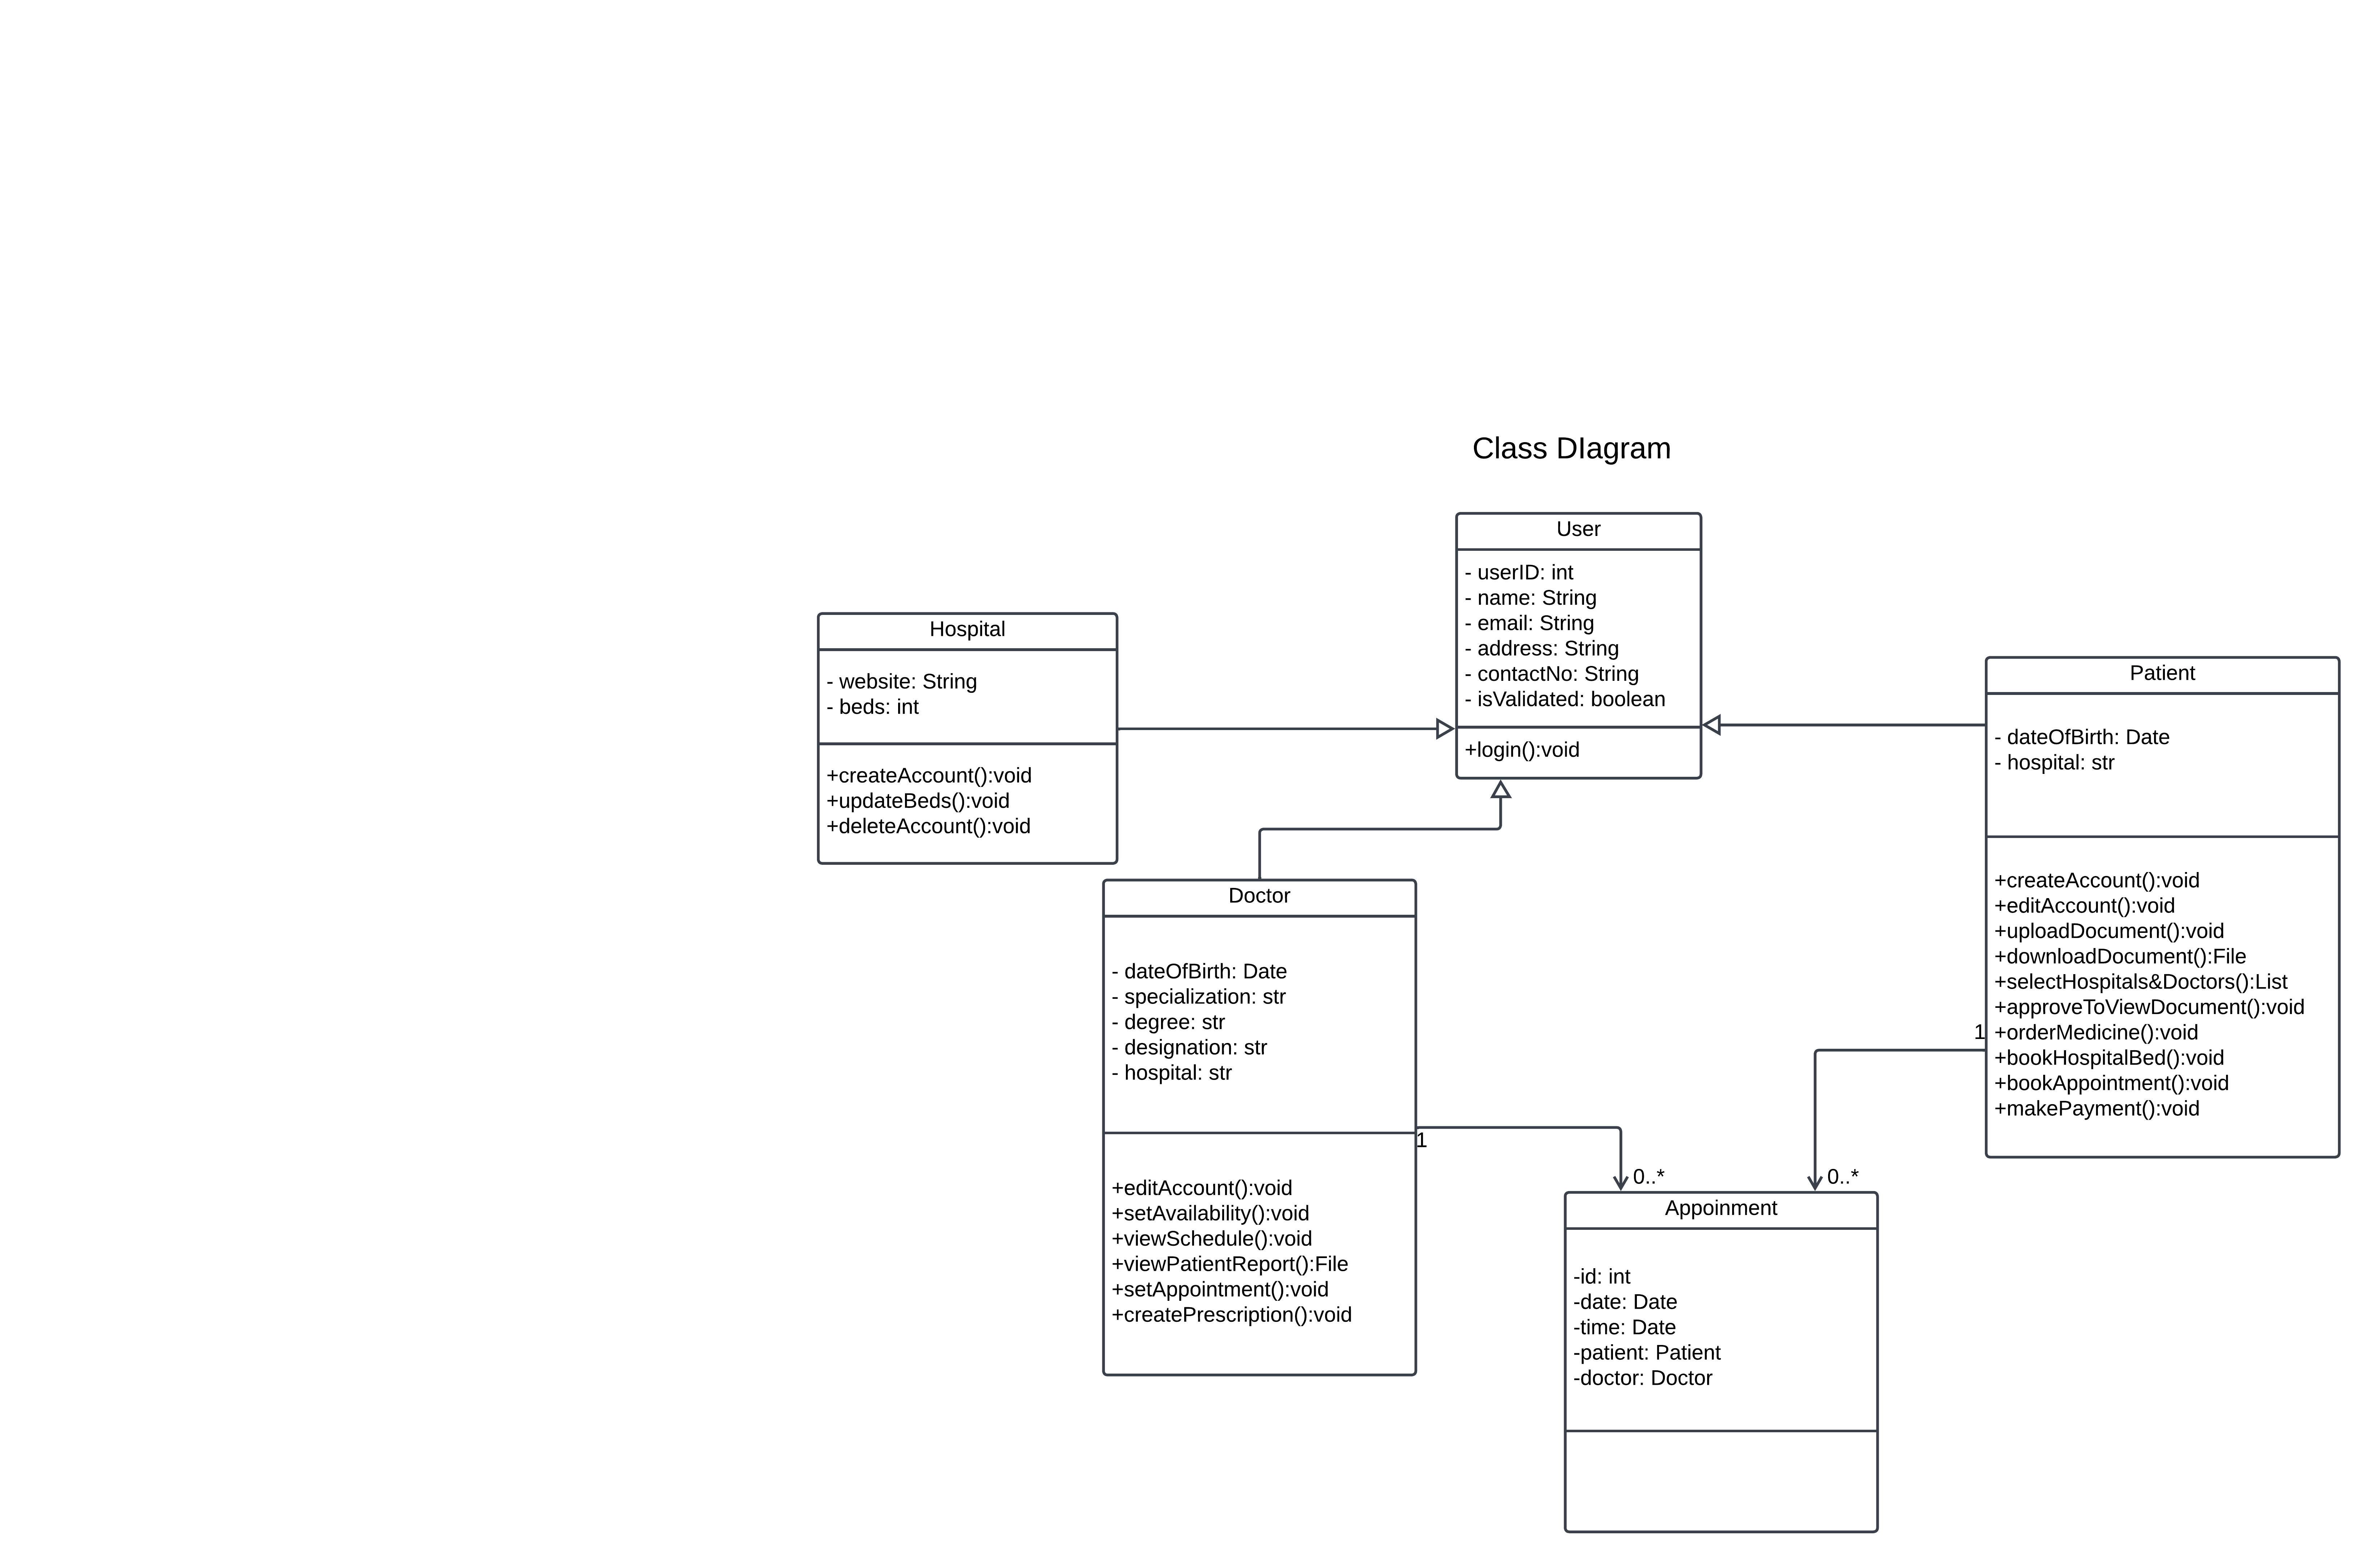 Class DIagram
User
- userID: int
- name: String
- email: String
- address: String
- contactNo: String
- isValidated: boolean
+login():void
Hospital
- website: String
- beds: int
+createAccount():void
+updateBeds():void
+deleteAccount():void
Patient
- dateOfBirth: Date
- hospital: str
+createAccount():void
+editAccount():void
+uploadDocument():void
+downloadDocument():File
+selectHospitals&Doctors():List
+approveToViewDocument():void
+orderMedicine():void
+bookHospitalBed():void
+bookAppointment():void
+makePayment():void
1
Doctor
- dateOfBirth: Date
- specialization: str
- degree: str
- designation: str
- hospital: str
+editAccount():void
+setAvailability():void
+viewSchedule():void
+viewPatientReport():File
+setAppointment():void
+createPrescription():void
1
0..*
0..*
Appoinment
-id: int
-date: Date
-time: Date
-patient: Patient
-doctor: Doctor